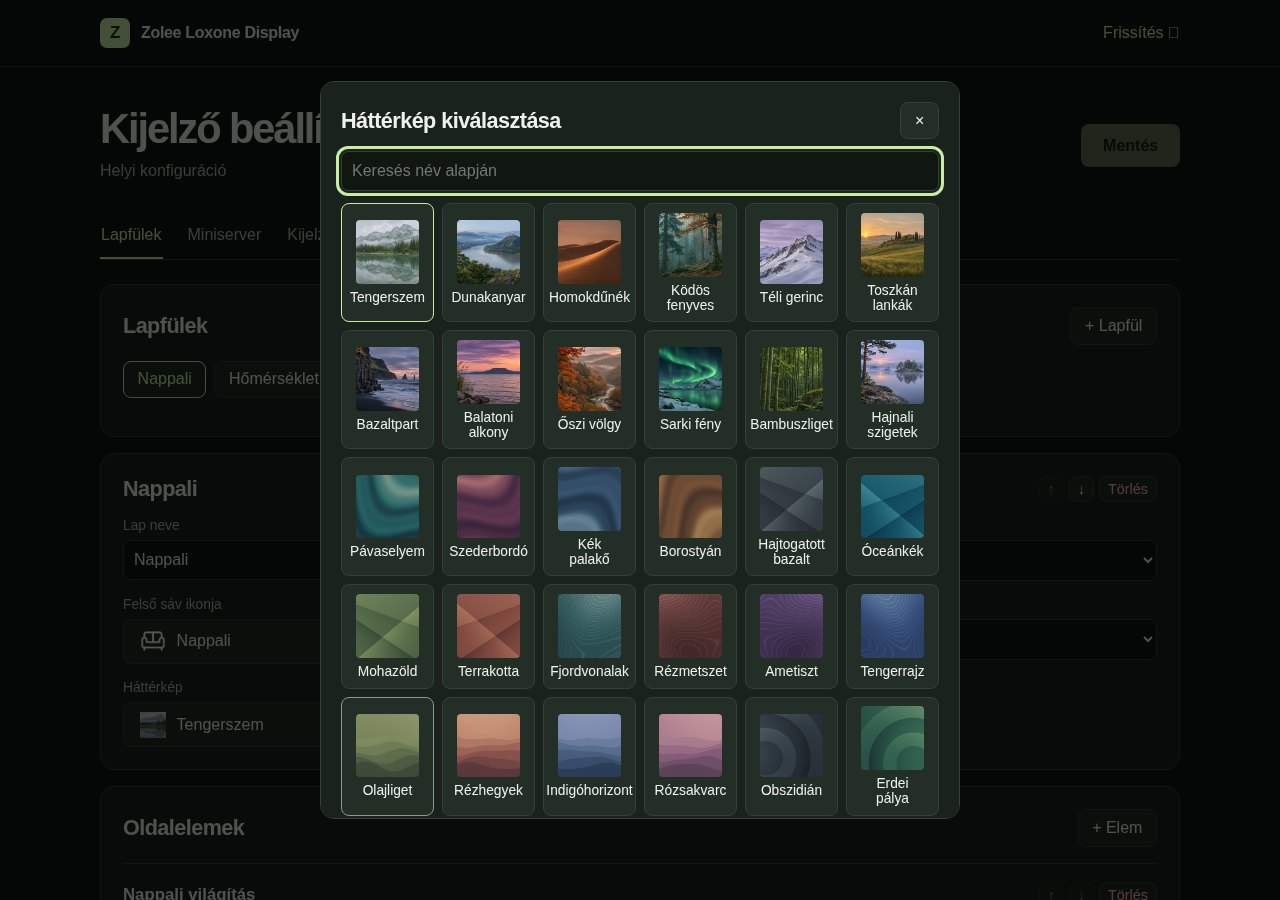 Z Zolee Loxone Display
Frissítés
Kijelző beállí
Helyi konfiguráció
Mentés
Lapfülek Miniserver Kijelz
Háttérkép kiválasztása ×
Keresés név alapján
Tengerszem Dunakanyar Homokdűnék Ködös fenyves Téli gerinc Toszkán lankák
Bazaltpart Balatoni alkony Őszi völgy Sarki fény Bambuszliget Hajnali szigetek
Pávaselyem Szederbordó Kék palakő Borostyán Hajtogatott bazalt Óceánkék
Mohazöld Terrakotta Fjordvonalak Rézmetszet Ametiszt Tengerrajz
Olajliget Rézhegyek Indigóhorizont Rózsakvarc Obszidián Erdei pálya
Lapfülek
+ Lapfül
Nappali Hőmérséklet
Nappali
↑ ↓ Törlés
Lap neve
Nappali
Felső sáv ikonja
Nappali
Háttérkép
Tengerszem
Oldalelemek
+ Elem
Nappali világítás
↑ ↓ Törlés